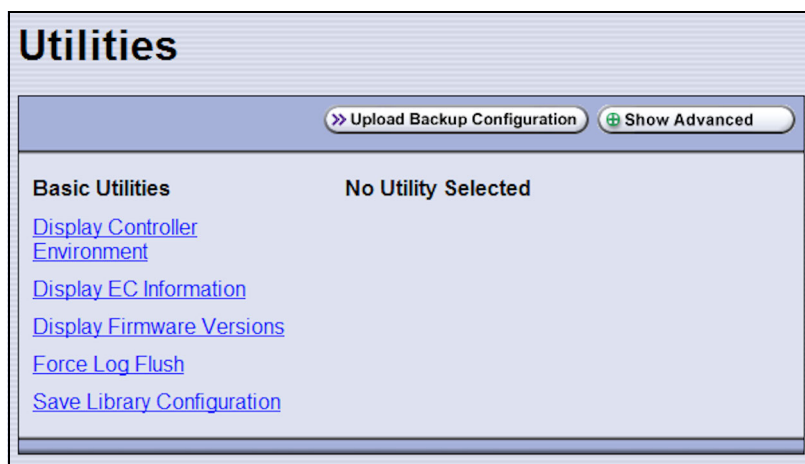 Utilities
Upload Backup Configuration
Show Advanced
Basic Utilities
No Utility Selected
Display Controller
Environment
Display EC Information
Display Firmware Versions
Force Log Flush
Save Library Configuration